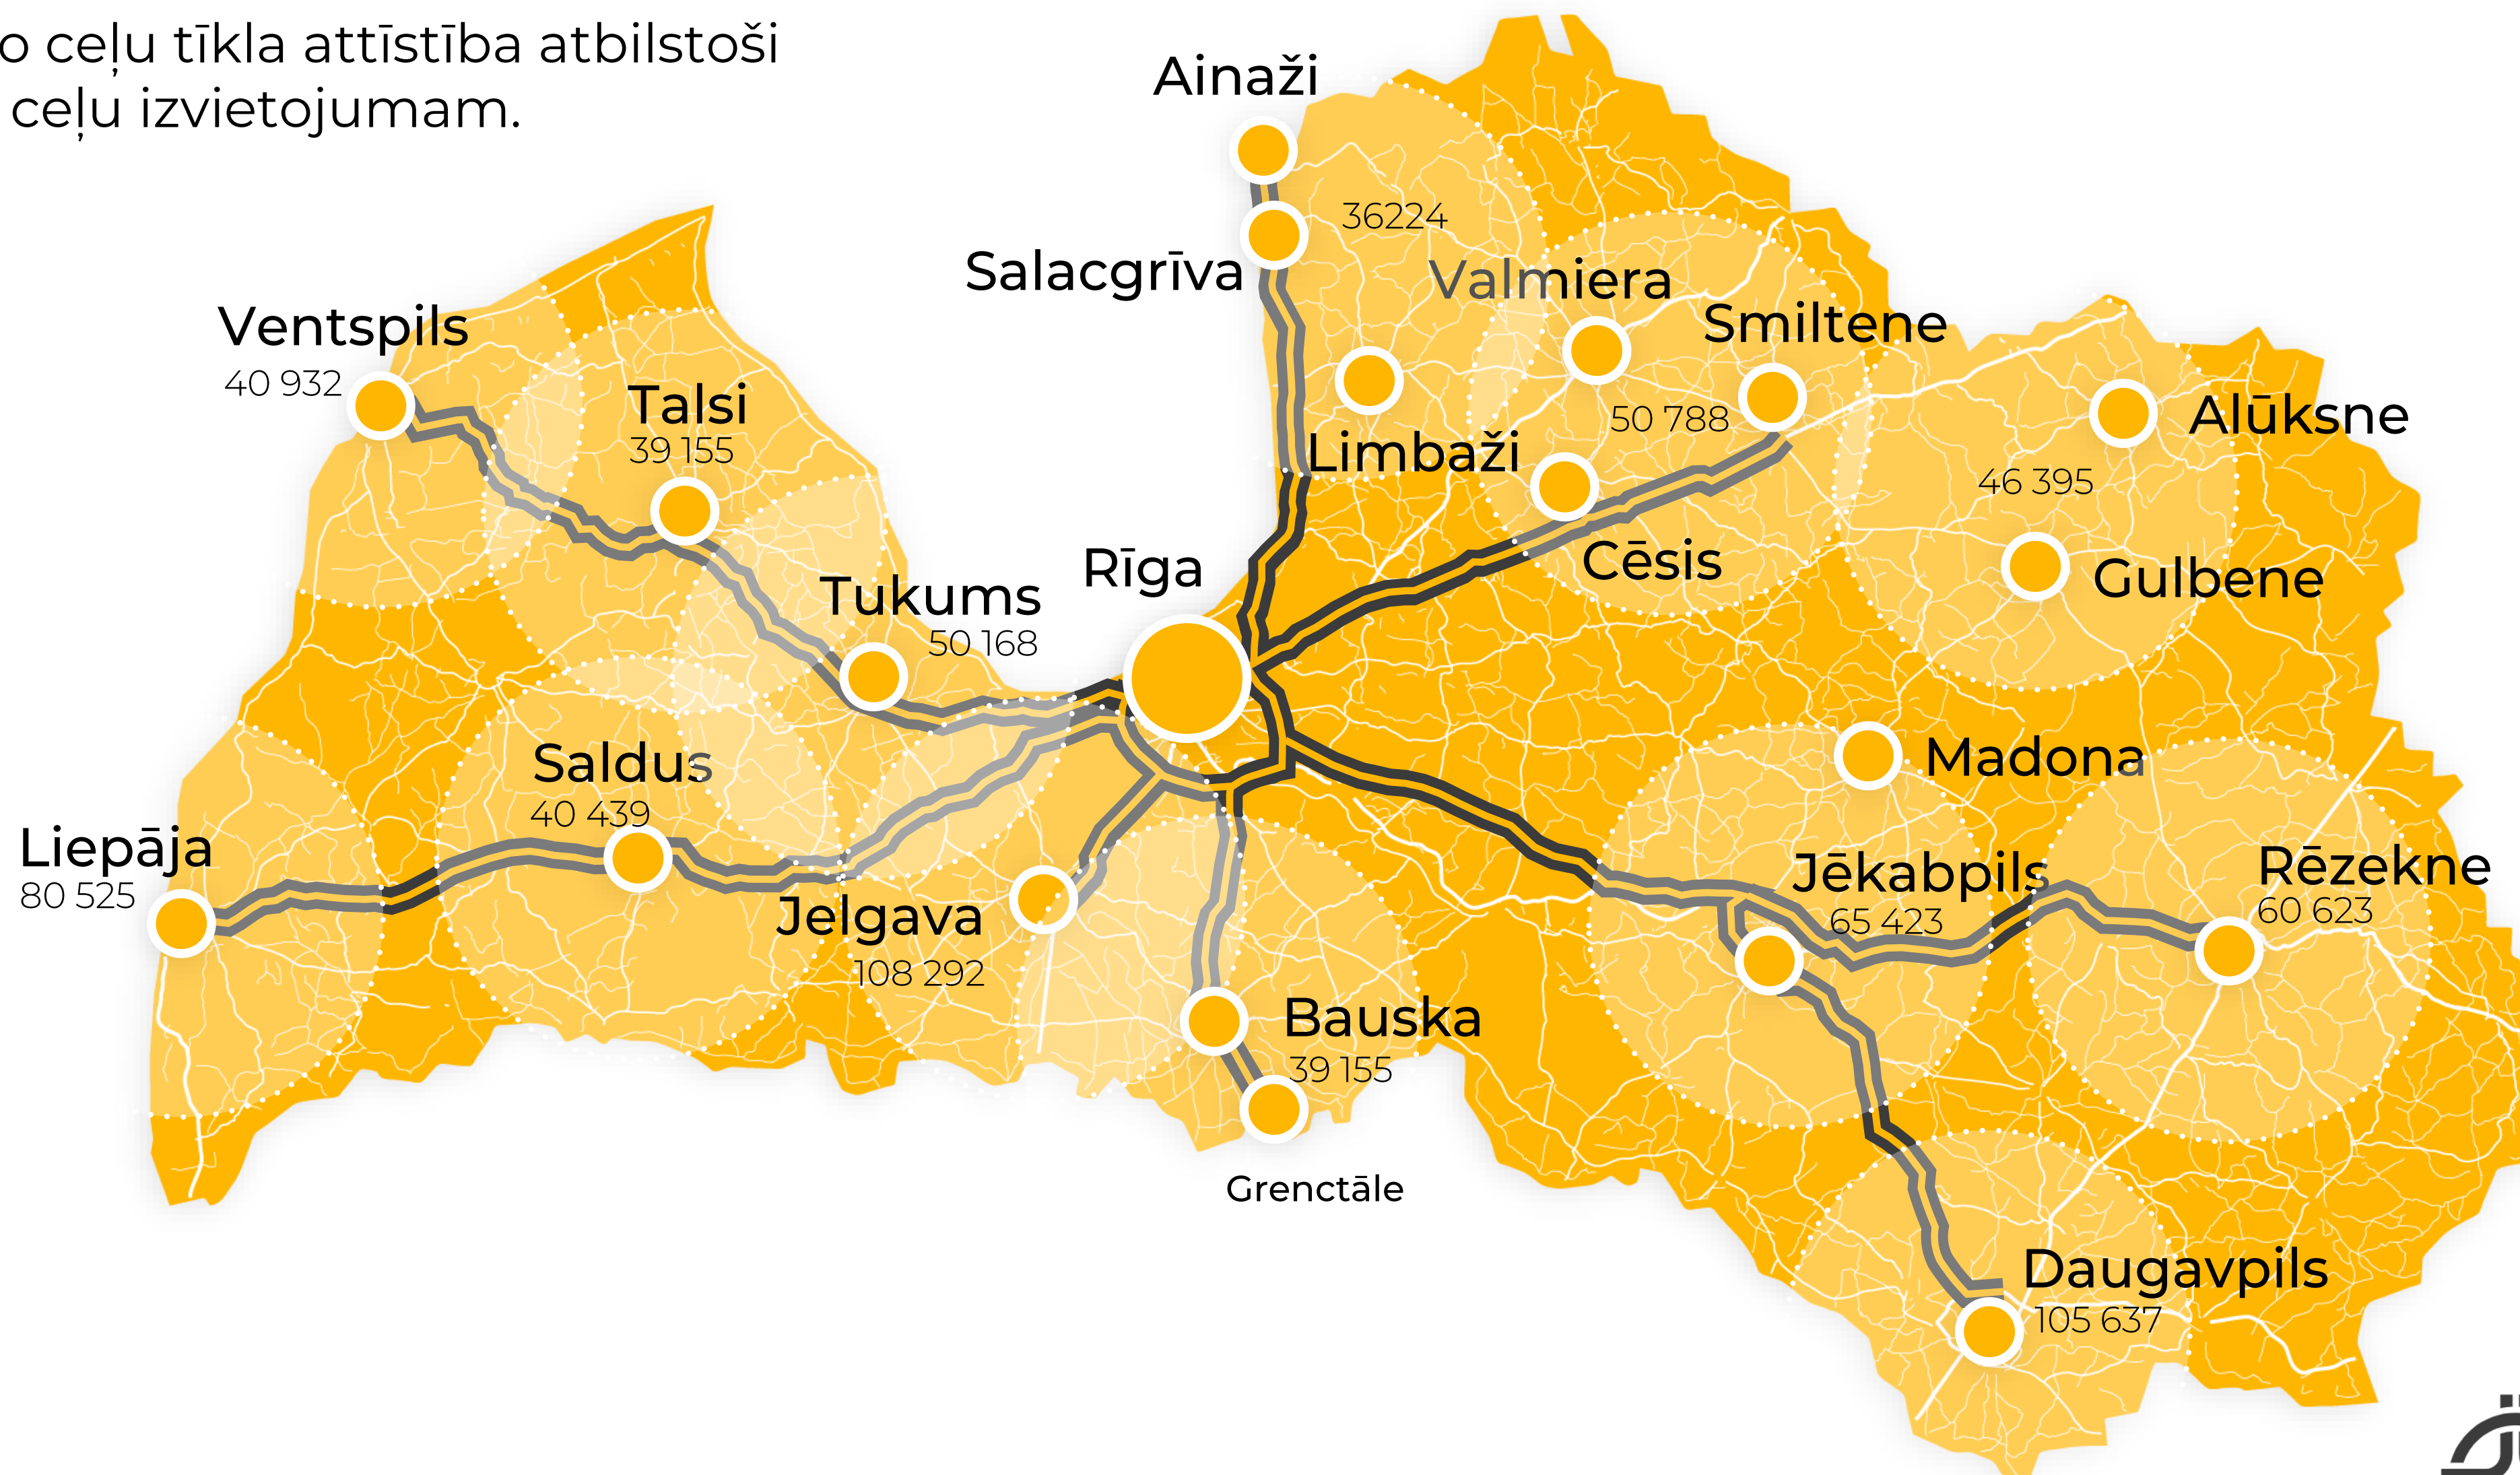 o ceļu tīkla attīstība atbilstoši
ceļu izvietojumam.
Ainaži
36224
Salacgrīva
Valmiera
Smiltene
Ventspils
40 932
Talsi
39 155
50 788
Alūksne
Limbaži
46 395
Rīga
Cēsis
Gulbene
Tukums
50 168
Saldus
40 439
Madona
Liepāja
80 525
Jēkabpils
65 423
Rēzekne
60 623
Jelgava
108 292
Bauska
39 155
Grenctāle
Daugavpils
105 637